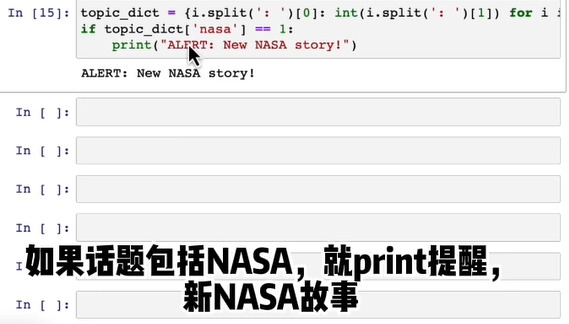 In [15]: topic_dict = {i.split(': ')[0]: int(i.split(': ')[1]) for i
if topic_dict['nasa'] == 1:
print("ALERT: New NASA story!")
ALERT: New NASA story!
In [ ]:
In [ ]:
In [ ]:
In [ ]:
In [ ]:
如果话题包括NASA，就print提醒，
新NASA故事
In [ ]: